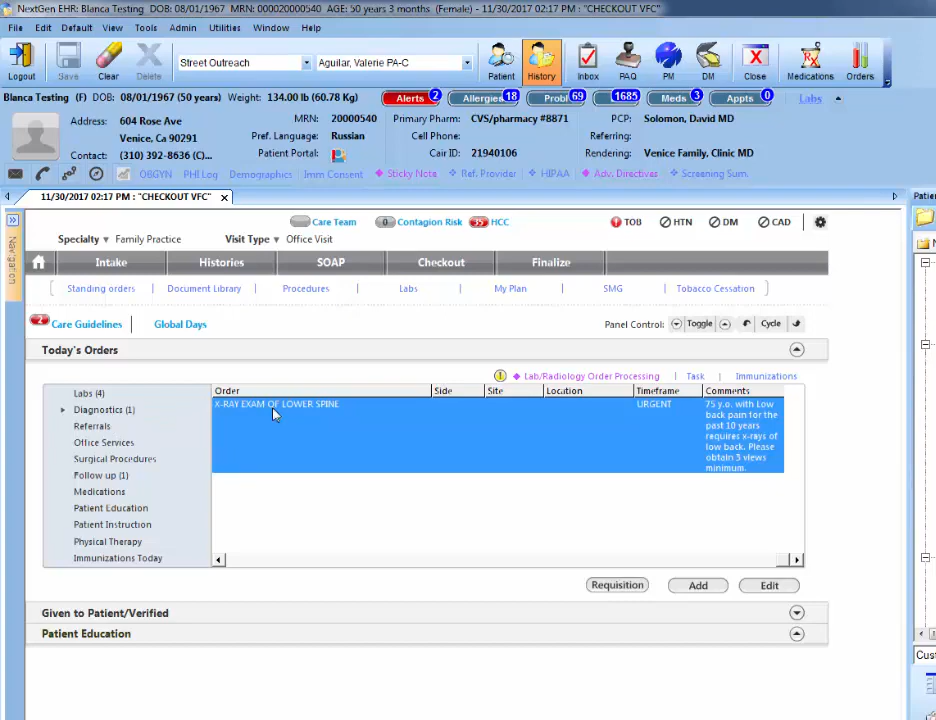 NextGen EHR: Blanca Testing DOB: 08/01/1967 MRN: 000020000540 AGE: 50 years 3 months (Female) - 11/30/2017 02:17 PM : "CHECKOUT VFC"
File Edit Default View Tools Admin Utilities Window Help
Street Outreach Aguilar, Valerie PA-C
Logout Save Clear Delete Patient History Inbox PAQ PM DM Close Medications Orders
Blanca Testing (F) DOB: 08/01/1967 (50 years) Weight: 134.00 lb (60.78 Kg) Alerts 2 Allergies 18 Probl 69 1685 Meds 3 Appts 0 Labs
Address: 604 Rose Ave MRN: 20000540 Primary Pharm: CVS/pharmacy #8871 PCP: Solomon, David MD
Venice, Ca 90291 Pref. Language: Russian Cell Phone: Referring:
Contact: (310) 392-8636 (C... Patient Portal: Cair ID: 21940106 Rendering: Venice Family, Clinic MD
OBGYN PHI Log Demographics Imm Consent Sticky Note Ref. Provider HIPAA Adv. Directives Screening Sum.
11/30/2017 02:17 PM : "CHECKOUT VFC" X Patie
Navigation
Care Team 0 Contagion Risk 35 HCC TOB HTN DM CAD
Specialty Family Practice Visit Type Office Visit
Intake Histories SOAP Checkout Finalize
Standing orders Document Library Procedures Labs My Plan SMG Tobacco Cessation
2 Care Guidelines Global Days Panel Control: Toggle Cycle
Today's Orders
Lab/Radiology Order Processing Task Immunizations
Order Side Site Location Timeframe Comments
X-RAY EXAM OF LOWER SPINE URGENT 75 y.o. with Low
back pain for the
past 10 years
requires x-rays of
low back. Please
obtain 3 views
minimum.
Labs (4)
Diagnostics (1)
Referrals
Office Services
Surgical Procedures
Follow up (1)
Medications
Patient Education
Patient Instruction
Physical Therapy
Immunizations Today
Requisition Add Edit
Given to Patient/Verified
Patient Education
Cust